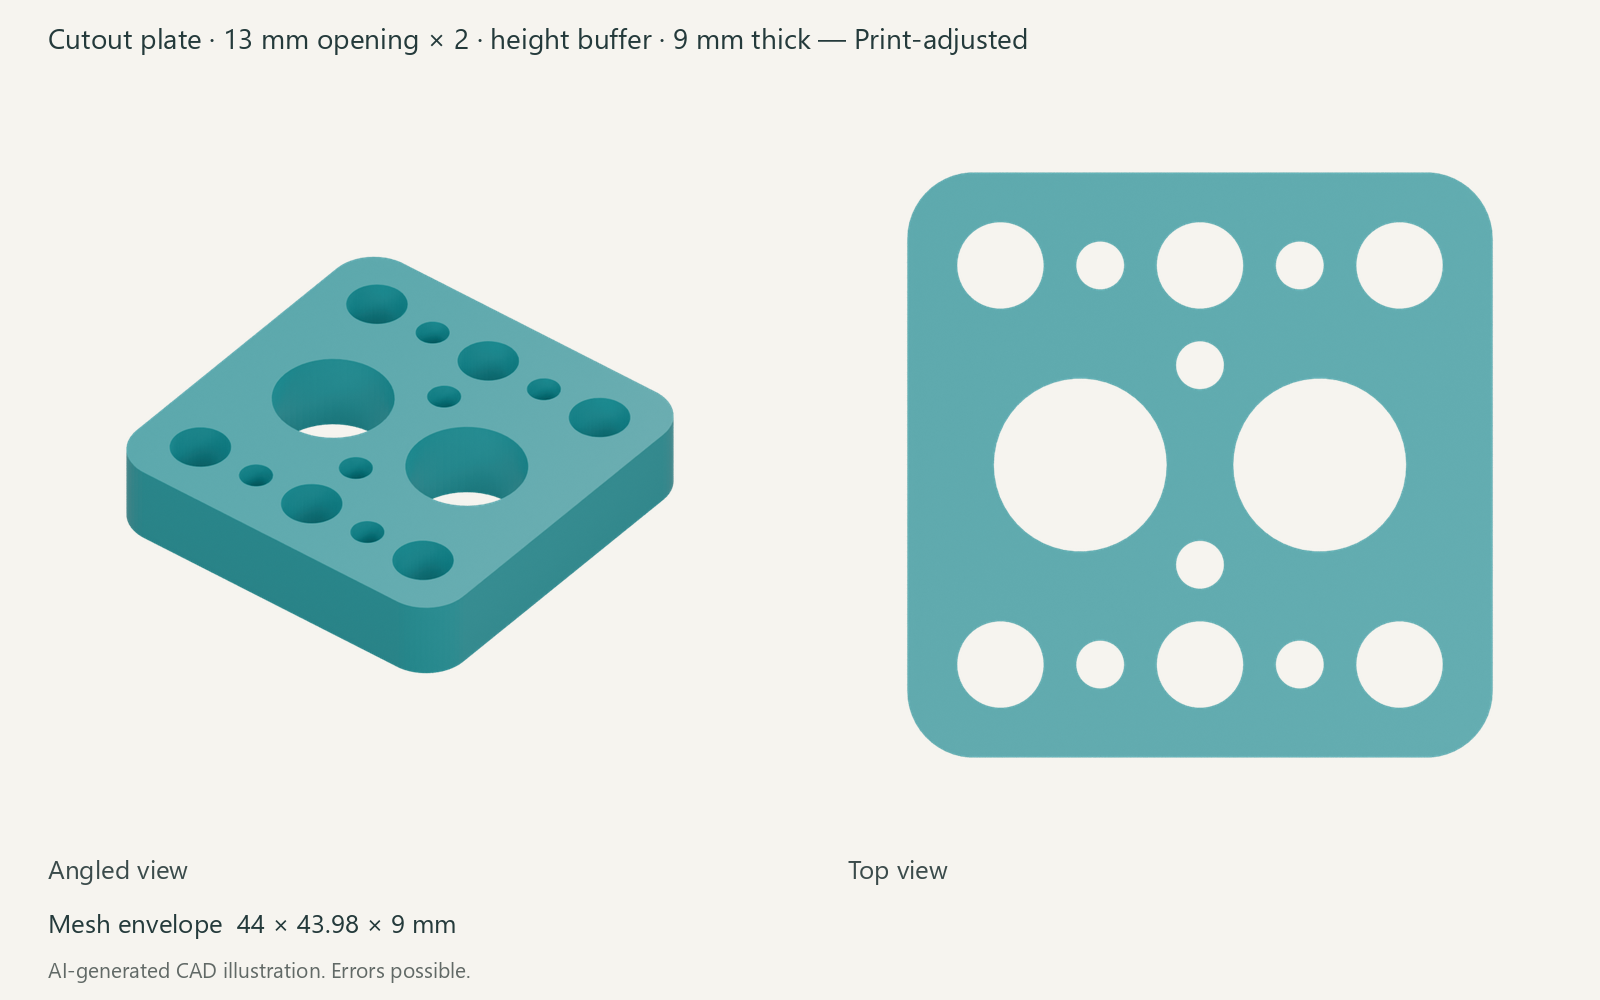 Cutout plate · 13 mm opening × 2 · height buffer · 9 mm thick — Print-adjusted
Angled view
Top view
Mesh envelope 44 × 43.98 × 9 mm
AI-generated CAD illustration. Errors possible.